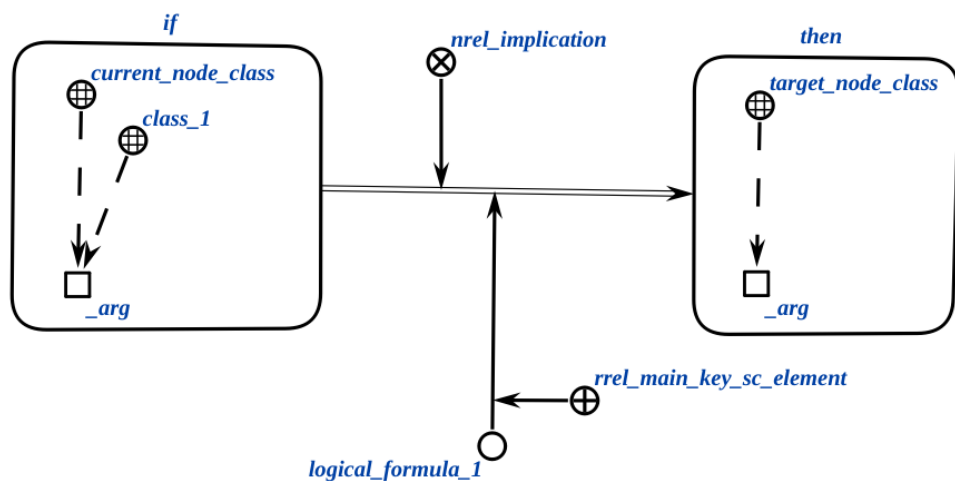 if
nrel_implication
then
current_node_class
target_node_class
class_1
_arg
_arg
rrel_main_key_sc_element
logical_formula_1